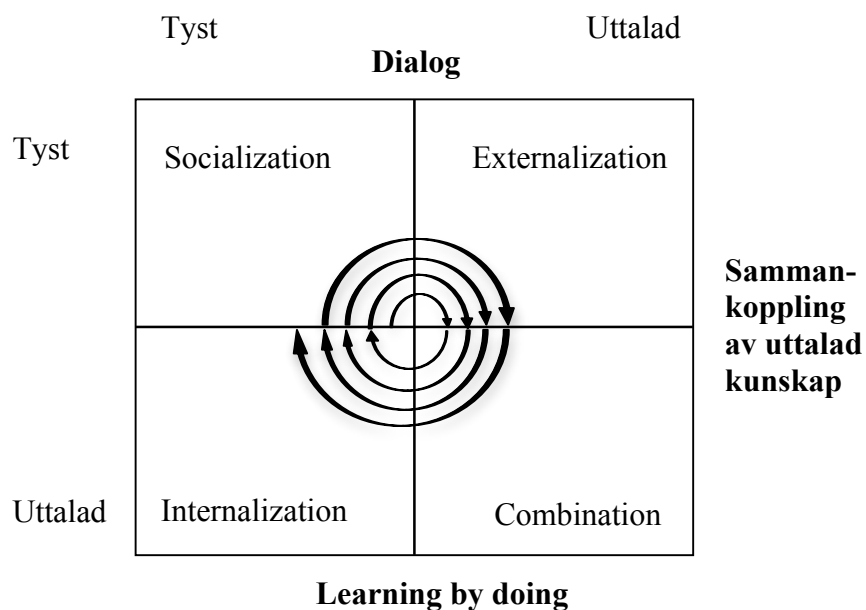 Tyst Uttalad
Dialog
Tyst
Socialization Externalization
Samman-
koppling
av uttalad
kunskap
Uttalad
Internalization Combination
Learning by doing